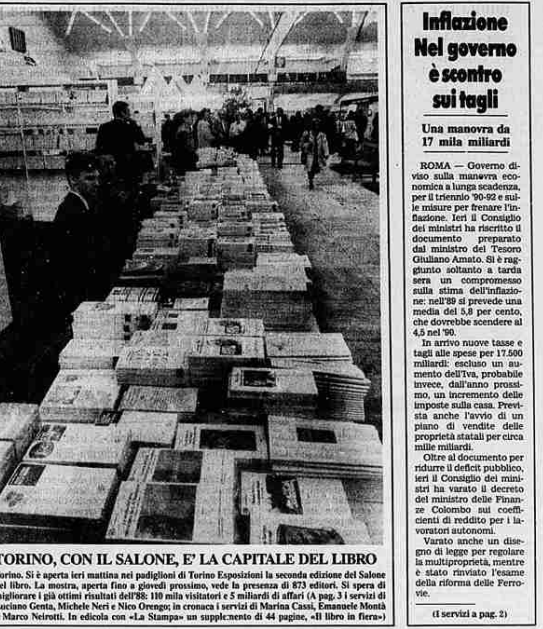 TORINO, CON IL SALONE, E' LA CAPITALE DEL LIBRO
Torino. Si è aperta ieri mattina nei padiglioni di Torino Esposizioni la seconda edizione del Salone
del libro. La mostra, aperta fino a giovedì prossimo, vede la presenza di 873 editori. Si spera di
migliorare i già ottimi risultati dell'88: 110 mila visitatori e 5 miliardi di affari (A pag. 3 i servizi di
Luciano Genta, Michele Neri e Nico Orengo; in cronaca i servizi di Marina Cassi, Emanuele Montà
e Marco Neirotti. In edicola con «La Stampa» un supplemento di 44 pagine, «Il libro in fiera»)
Inflazione
Nel governo
è scontro
sui tagli
Una manovra da
17 mila miliardi
ROMA — Governo di-
viso sulla manovra eco-
nomica a lunga scadenza,
per il triennio '90-92 e sul-
le misure per frenare l'in-
flazione. Ieri il Consiglio
dei ministri ha riscritto il
documento preparato
dal ministro del Tesoro
Giuliano Amato. Si è rag-
giunto soltanto a tarda
sera un compromesso
sulla stima dell'inflazio-
ne: nell'89 si prevede una
media del 5,8 per cento,
che dovrebbe scendere al
4,5 nel '90.
In arrivo nuove tasse e
tagli alle spese per 17.500
miliardi: escluso un au-
mento dell'Iva, probabile
invece, dall'anno prossi-
mo, un incremento delle
imposte sulla casa. Previ-
sta anche l'avvio di un
piano di vendite delle
proprietà statali per circa
mille miliardi.
Oltre al documento per
ridurre il deficit pubblico,
ieri il Consiglio dei mini-
stri ha varato il decreto
del ministro delle Finan-
ze Colombo sui coeffi-
cienti di reddito per i la-
voratori autonomi.
Varato anche un dise-
gno di legge per regolare
la multiproprietà, mentre
è stato rinviato l'esame
della riforma delle Ferro-
vie.
(I servizi a pag. 2)